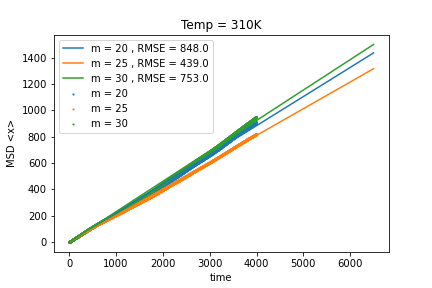 Temp = 310K
m = 20 , RMSE = 848.0
m = 25 , RMSE = 439.0
m = 30 , RMSE = 753.0
m = 20
m = 25
m = 30
MSD <x>
1400
1200
1000
800
600
400
200
0
0 1000 2000 3000 4000 5000 6000
time